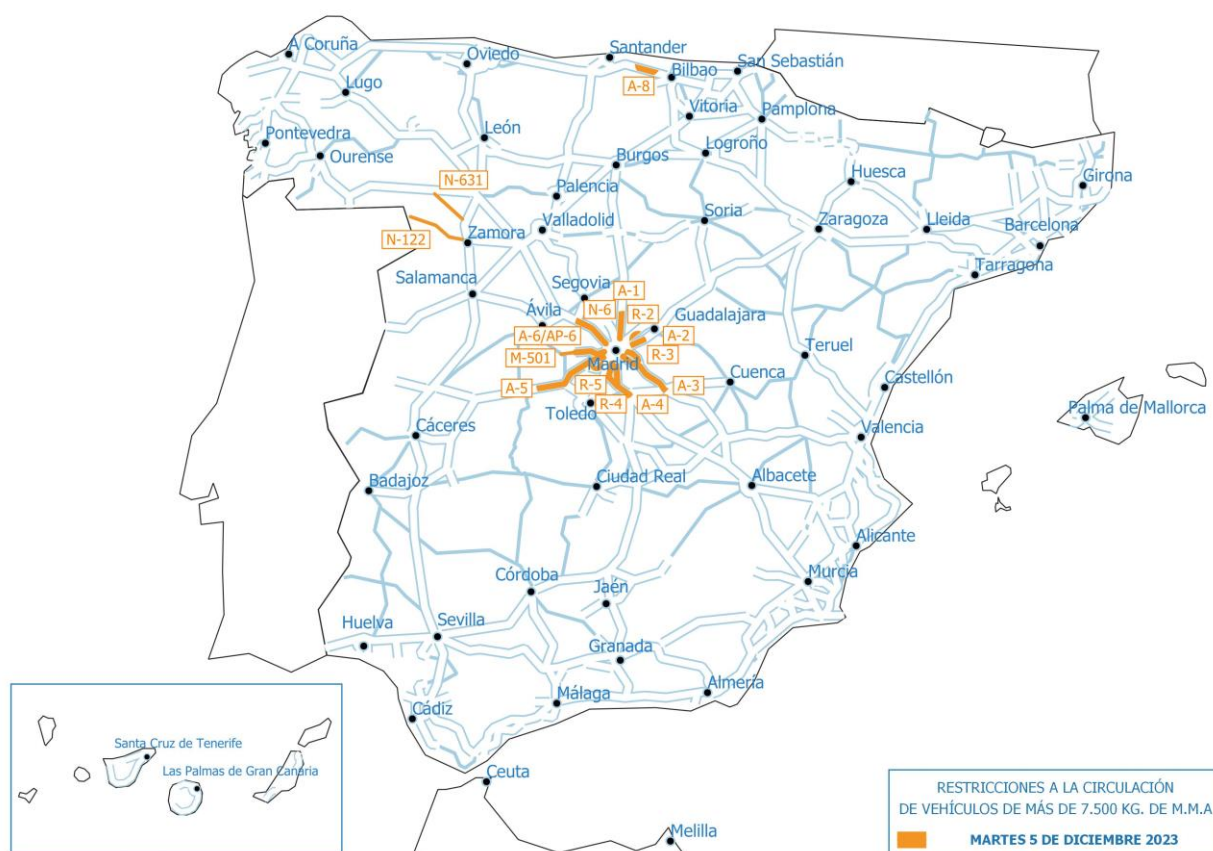 A Coruña
Oviedo
Santander
San Sebastián
Bilbao
A-8
Lugo
Vitoria
Pamplona
León
Pontevedra
Ourense
Logroño
Burgos
Huesca
Girona
N-631
Palencia
Soria
Zaragoza
Lleida
Barcelona
Valladolid
N-122
Zamora
Tarragona
Salamanca
Segovia
A-1
N-6
R-2
Guadalajara
Ávila
A-6/AP-6
A-2
M-501
R-3
Madrid
Teruel
Cuenca
Castellón
A-5
R-5
A-3
R-4
A-4
Toledo
Palma de Mallorca
Cáceres
Valencia
Badajoz
Ciudad Real
Albacete
Alicante
Córdoba
Jaén
Murcia
Huelva
Sevilla
Granada
Almería
Málaga
Cádiz
Santa Cruz de Tenerife
Las Palmas de Gran Canaria
Ceuta
Melilla
RESTRICCIONES A LA CIRCULACIÓN
DE VEHÍCULOS DE MÁS DE 7.500 KG. DE M.M.A
MARTES 5 DE DICIEMBRE 2023